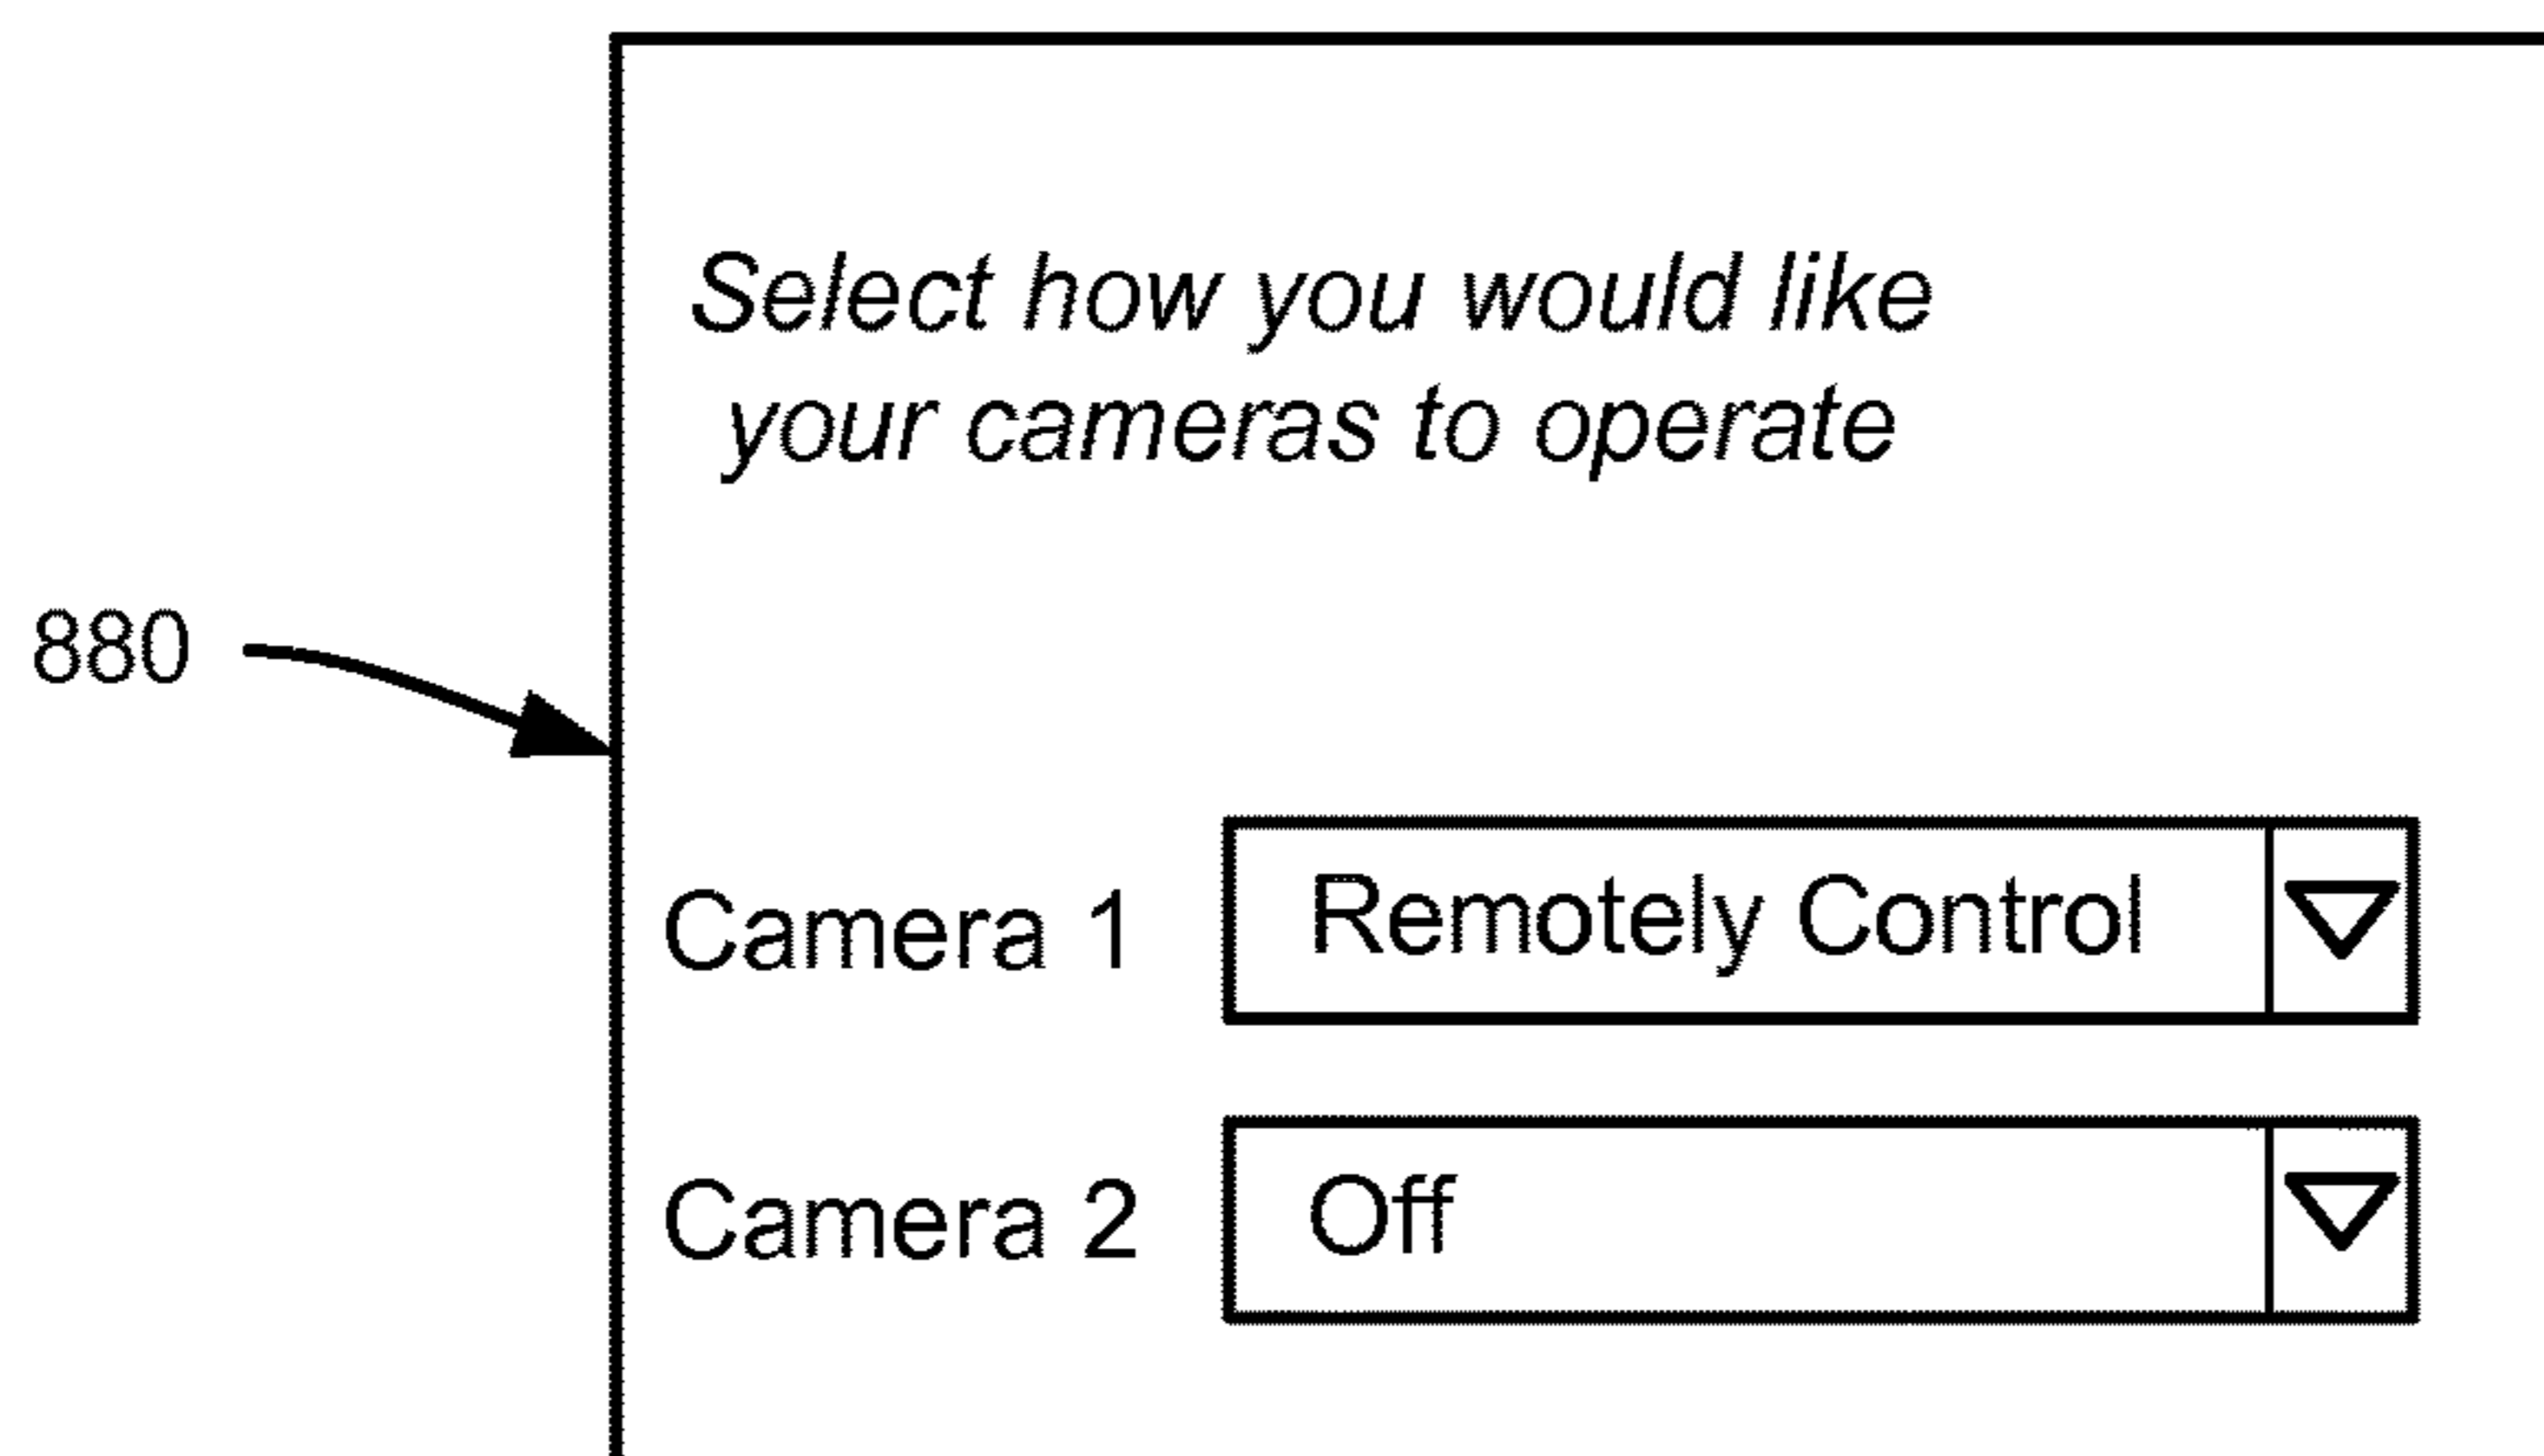 Select how you would like
your cameras to operate
880
Camera 1 Remotely Control
Camera 2 Off